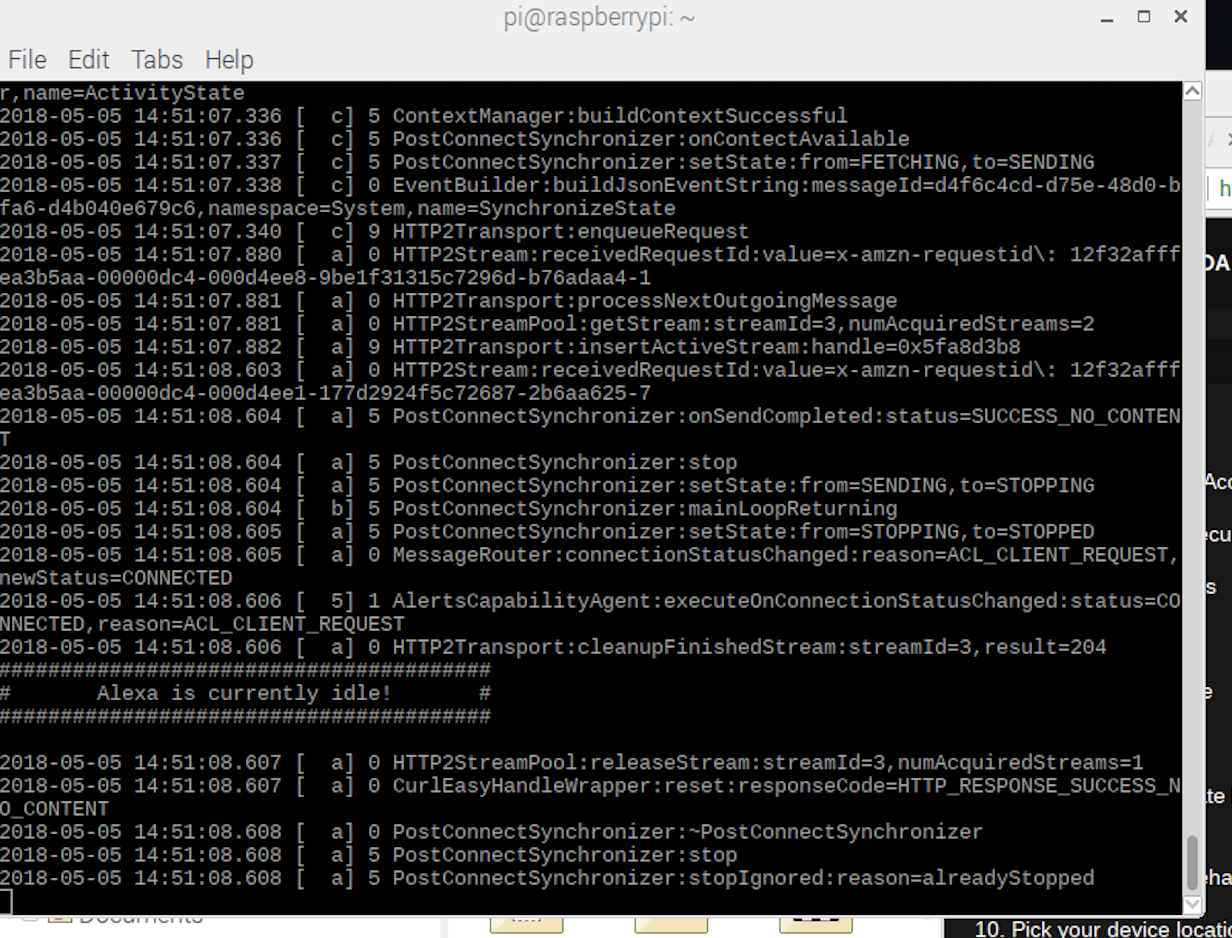 pi@raspberrypi: ~
File Edit Tabs Help
r,name=ActivityState
2018-05-05 14:51:07.336 [  c] 5 ContextManager:buildContextSuccessful
2018-05-05 14:51:07.336 [  c] 5 PostConnectSynchronizer:onContectAvailable
2018-05-05 14:51:07.337 [  c] 5 PostConnectSynchronizer:setState:from=FETCHING,to=SENDING
2018-05-05 14:51:07.338 [  c] 0 EventBuilder:buildJsonEventString:messageId=d4f6c4cd-d75e-48d0-b
fa6-d4b040e679c6,namespace=System,name=SynchronizeState
2018-05-05 14:51:07.340 [  c] 9 HTTP2Transport:enqueueRequest
2018-05-05 14:51:07.880 [  a] 0 HTTP2Stream:receivedRequestId:value=x-amzn-requestid\: 12f32afff
ea3b5aa-00000dc4-000d4ee8-9be1f31315c7296d-b76adaa4-1
2018-05-05 14:51:07.881 [  a] 0 HTTP2Transport:processNextOutgoingMessage
2018-05-05 14:51:07.881 [  a] 0 HTTP2StreamPool:getStream:streamId=3,numAcquiredStreams=2
2018-05-05 14:51:07.882 [  a] 9 HTTP2Transport:insertActiveStream:handle=0x5fa8d3b8
2018-05-05 14:51:08.603 [  a] 0 HTTP2Stream:receivedRequestId:value=x-amzn-requestid\: 12f32afff
ea3b5aa-00000dc4-000d4ee1-177d2924f5c72687-2b6aa625-7
2018-05-05 14:51:08.604 [  a] 5 PostConnectSynchronizer:onSendCompleted:status=SUCCESS_NO_CONTEN
T
2018-05-05 14:51:08.604 [  a] 5 PostConnectSynchronizer:stop
2018-05-05 14:51:08.604 [  a] 5 PostConnectSynchronizer:setState:from=SENDING,to=STOPPING
2018-05-05 14:51:08.604 [  b] 5 PostConnectSynchronizer:mainLoopReturning
2018-05-05 14:51:08.605 [  a] 5 PostConnectSynchronizer:setState:from=STOPPING,to=STOPPED
2018-05-05 14:51:08.605 [  a] 0 MessageRouter:connectionStatusChanged:reason=ACL_CLIENT_REQUEST,
newStatus=CONNECTED
2018-05-05 14:51:08.606 [  5] 1 AlertsCapabilityAgent:executeOnConnectionStatusChanged:status=CO
NNECTED,reason=ACL_CLIENT_REQUEST
2018-05-05 14:51:08.606 [  a] 0 HTTP2Transport:cleanupFinishedStream:streamId=3,result=204
########################################
#       Alexa is currently idle!       #
########################################
2018-05-05 14:51:08.607 [  a] 0 HTTP2StreamPool:releaseStream:streamId=3,numAcquiredStreams=1
2018-05-05 14:51:08.607 [  a] 0 CurlEasyHandleWrapper:reset:responseCode=HTTP_RESPONSE_SUCCESS_N
O_CONTENT
2018-05-05 14:51:08.608 [  a] 0 PostConnectSynchronizer:~PostConnectSynchronizer
2018-05-05 14:51:08.608 [  a] 5 PostConnectSynchronizer:stop
2018-05-05 14:51:08.608 [  a] 5 PostConnectSynchronizer:stopIgnored:reason=alreadyStopped
10. Pick your device locati